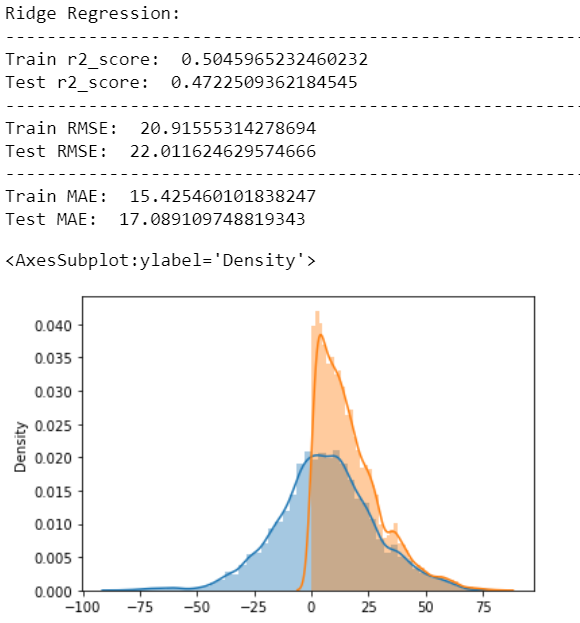 Ridge Regression:
------------------------------------------------------------
Train r2_score:  0.5045965232460232
Test r2_score:  0.4722509362184545
------------------------------------------------------------
Train RMSE:  20.91555314278694
Test RMSE:  22.011624629574666
------------------------------------------------------------
Train MAE:  15.425460101838247
Test MAE:  17.089109748819343
<AxesSubplot:ylabel='Density'>
0.040
0.035
0.030
0.025
0.020
0.015
0.010
0.005
0.000
Density
−100 −75 −50 −25 0 25 50 75